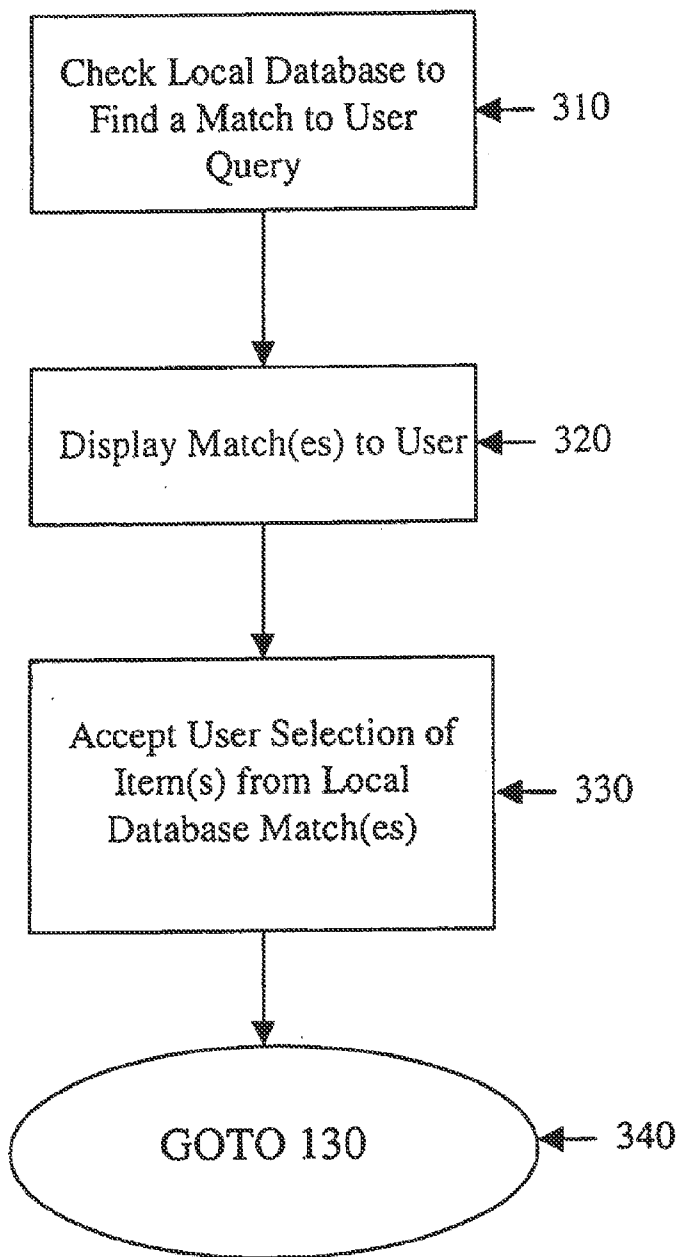 Check Local Database to
Find a Match to User
Query
310
Display Match(es) to User
320
Accept User Selection of
Item(s) from Local
Database Match(es)
330
GOTO 130
340